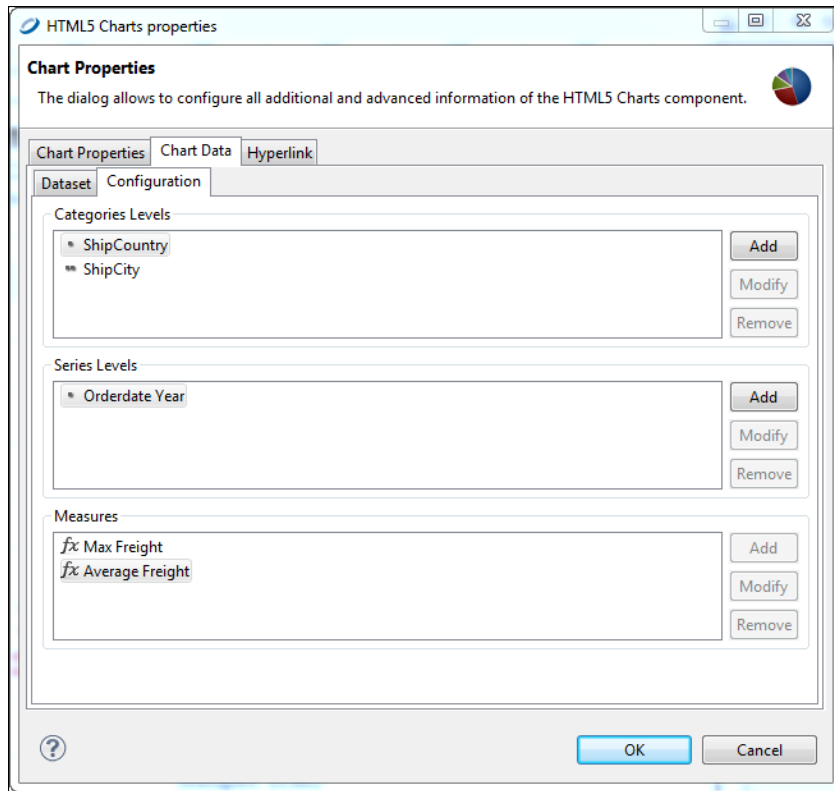 HTML5 Charts properties
Chart Properties
The dialog allows to configure all additional and advanced information of the HTML5 Charts component.
Chart Properties Chart Data Hyperlink
Dataset Configuration
Categories Levels
ShipCountry
ShipCity
Add
Modify
Remove
Series Levels
Orderdate Year
Add
Modify
Remove
Measures
fx Max Freight
fx Average Freight
Add
Modify
Remove
?
OK Cancel